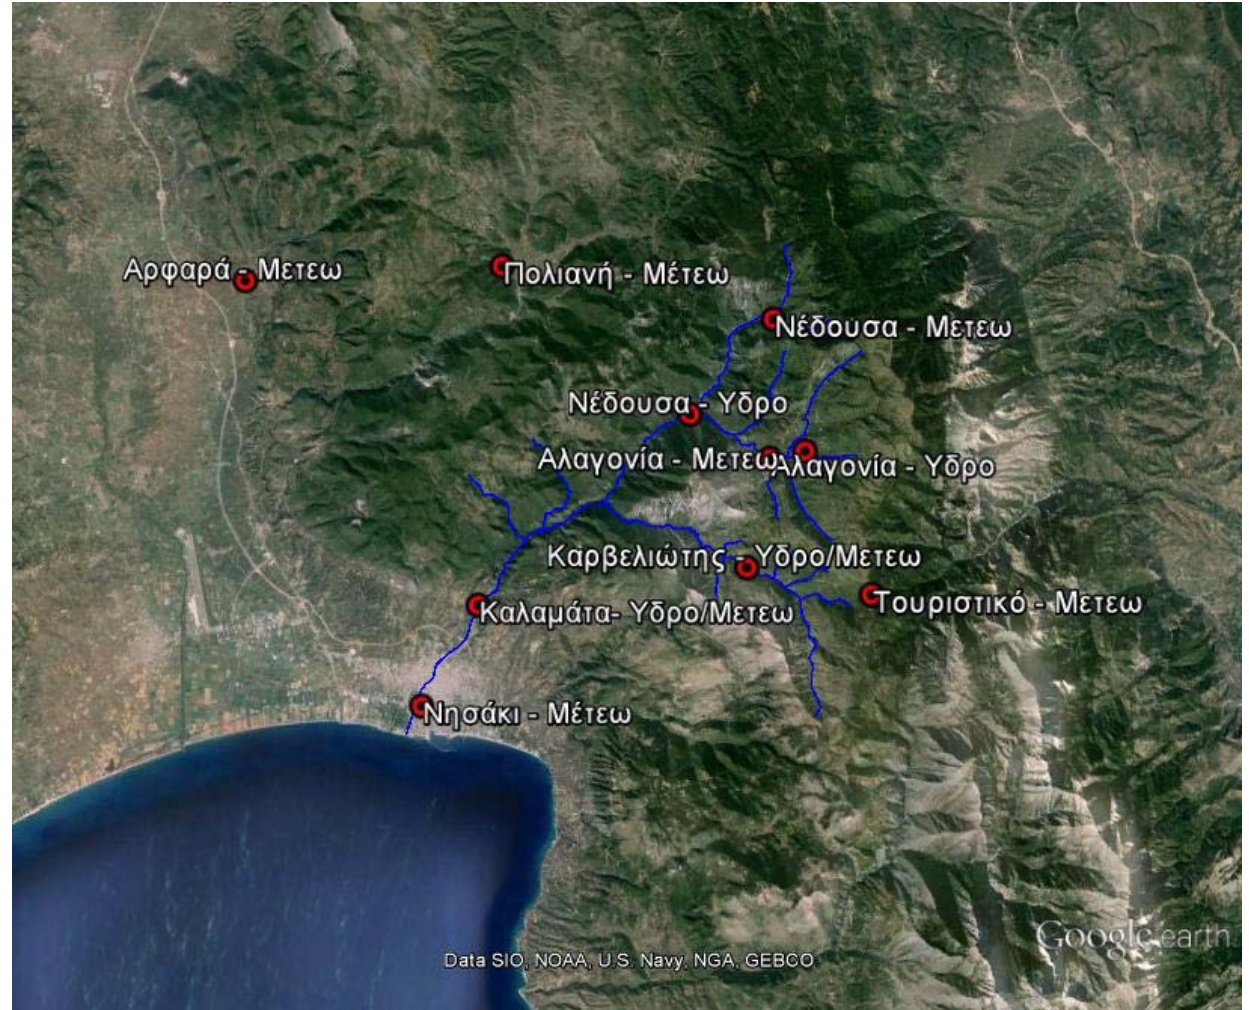 Αρφαρά - Μετεω
Πολιανή - Μέτεω
Νέδουσα - Μετεω
Νέδουσα - Υδρο
Αλαγονία - Μετεω
Αλαγονία - Υδρο
Καρβελιώτης - Υδρο/Μετεω
Τουριστικό - Μετεω
Καλαμάτα- Υδρο/Μετεω
Νησάκι - Μέτεω
Google earth
Data SIO, NOAA, U.S. Navy, NGA, GEBCO